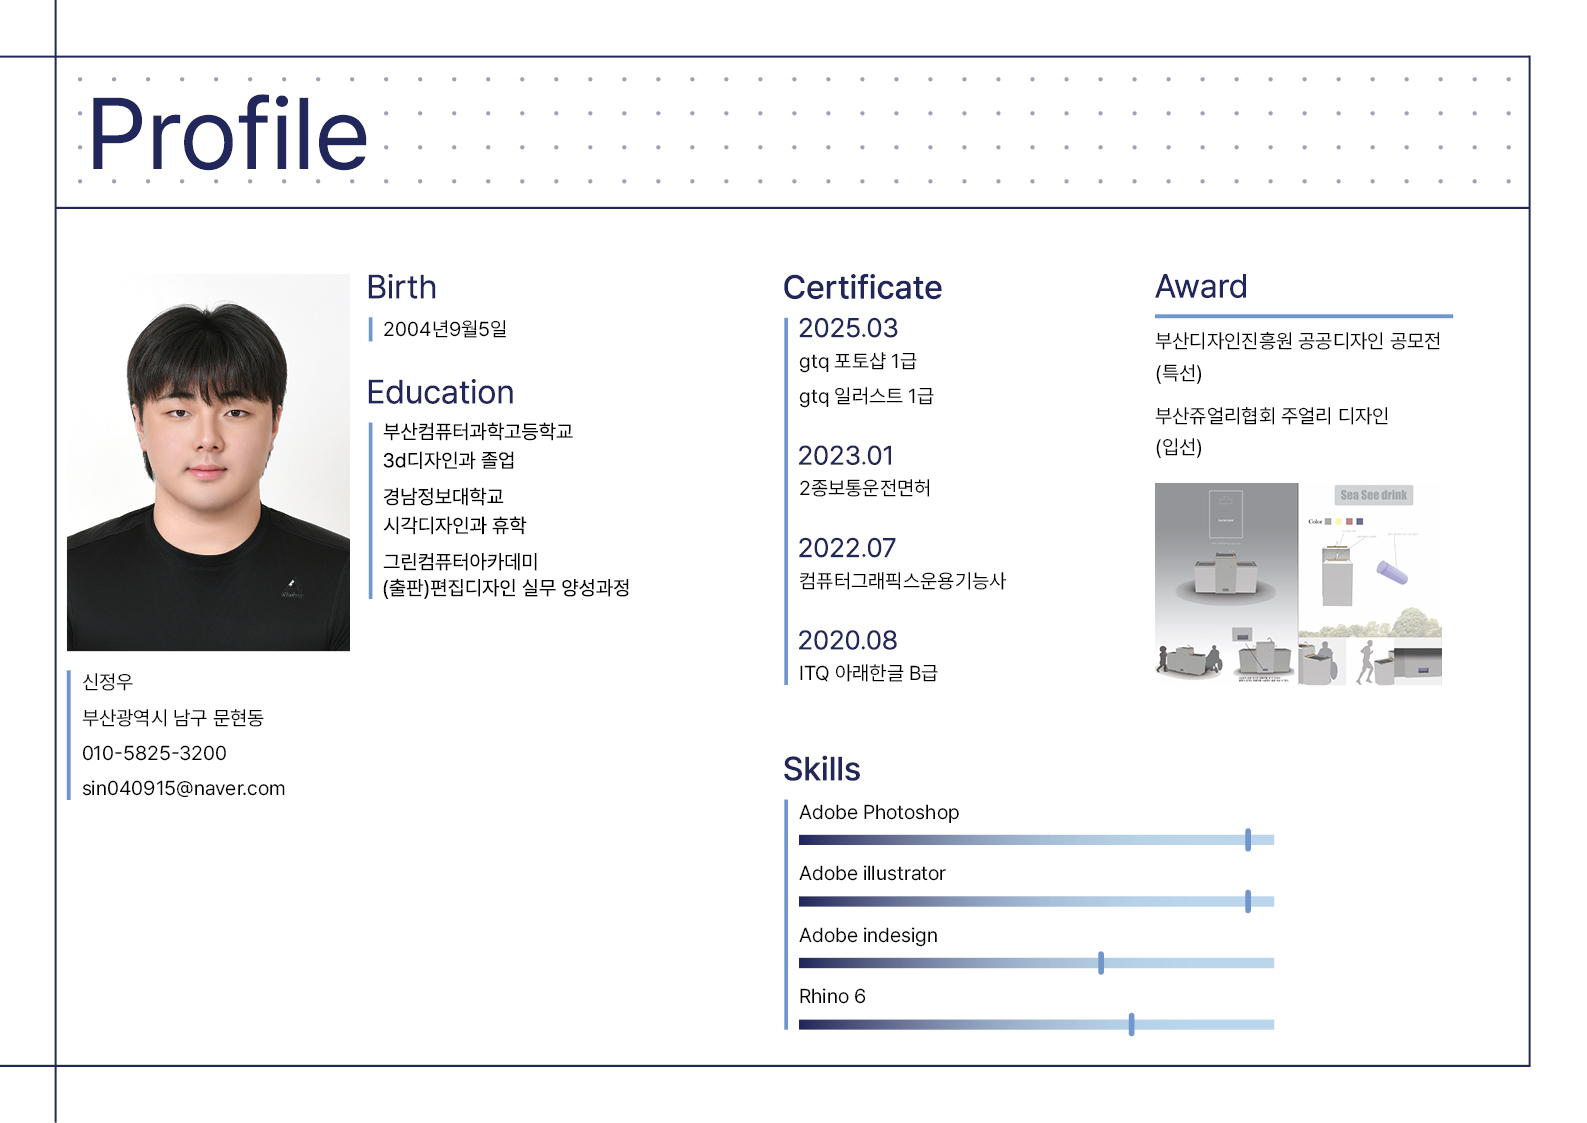 Profile
Birth
2004년9월5일
Education
부산컴퓨터과학고등학교
3d디자인과 졸업
경남정보대학교
시각디자인과 휴학
그린컴퓨터아카데미
(출판)편집디자인 실무 양성과정
신정우
부산광역시 남구 문현동
010-5825-3200
sin040915@naver.com
Certificate
2025.03
gtq 포토샵 1급
gtq 일러스트 1급
2023.01
2종보통운전면허
2022.07
컴퓨터그래픽스운용기능사
2020.08
ITQ 아래한글 B급
Award
부산디자인진흥원 공공디자인 공모전
(특선)
부산쥬얼리협회 주얼리 디자인
(입선)
Sea See drink
Color
Skills
Adobe Photoshop
Adobe illustrator
Adobe indesign
Rhino 6